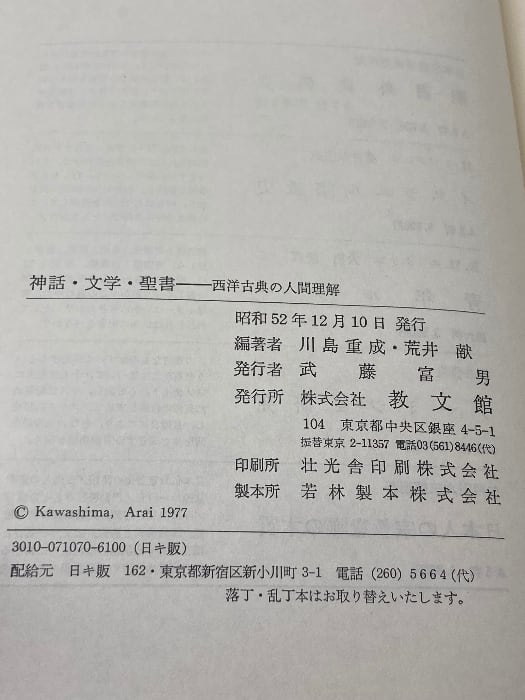 神話・文学・聖書――西洋古典の人間理解
昭和52年12月10日 発行
編著者 川島重成・荒井 献
発行者 武藤富男
発行所 株式会社 教文館
104 東京都中央区銀座 4-5-1
振替東京 2-11357 電話03(561)8446(代)
印刷所 壮光舎印刷株式会社
製本所 若林製本株式会社
© Kawashima, Arai 1977
3010-071070-6100 (日キ販)
配給元 日キ販 162・東京都新宿区新小川町 3-1 電話 (260) 5664(代)
落丁・乱丁本はお取り替えいたします。